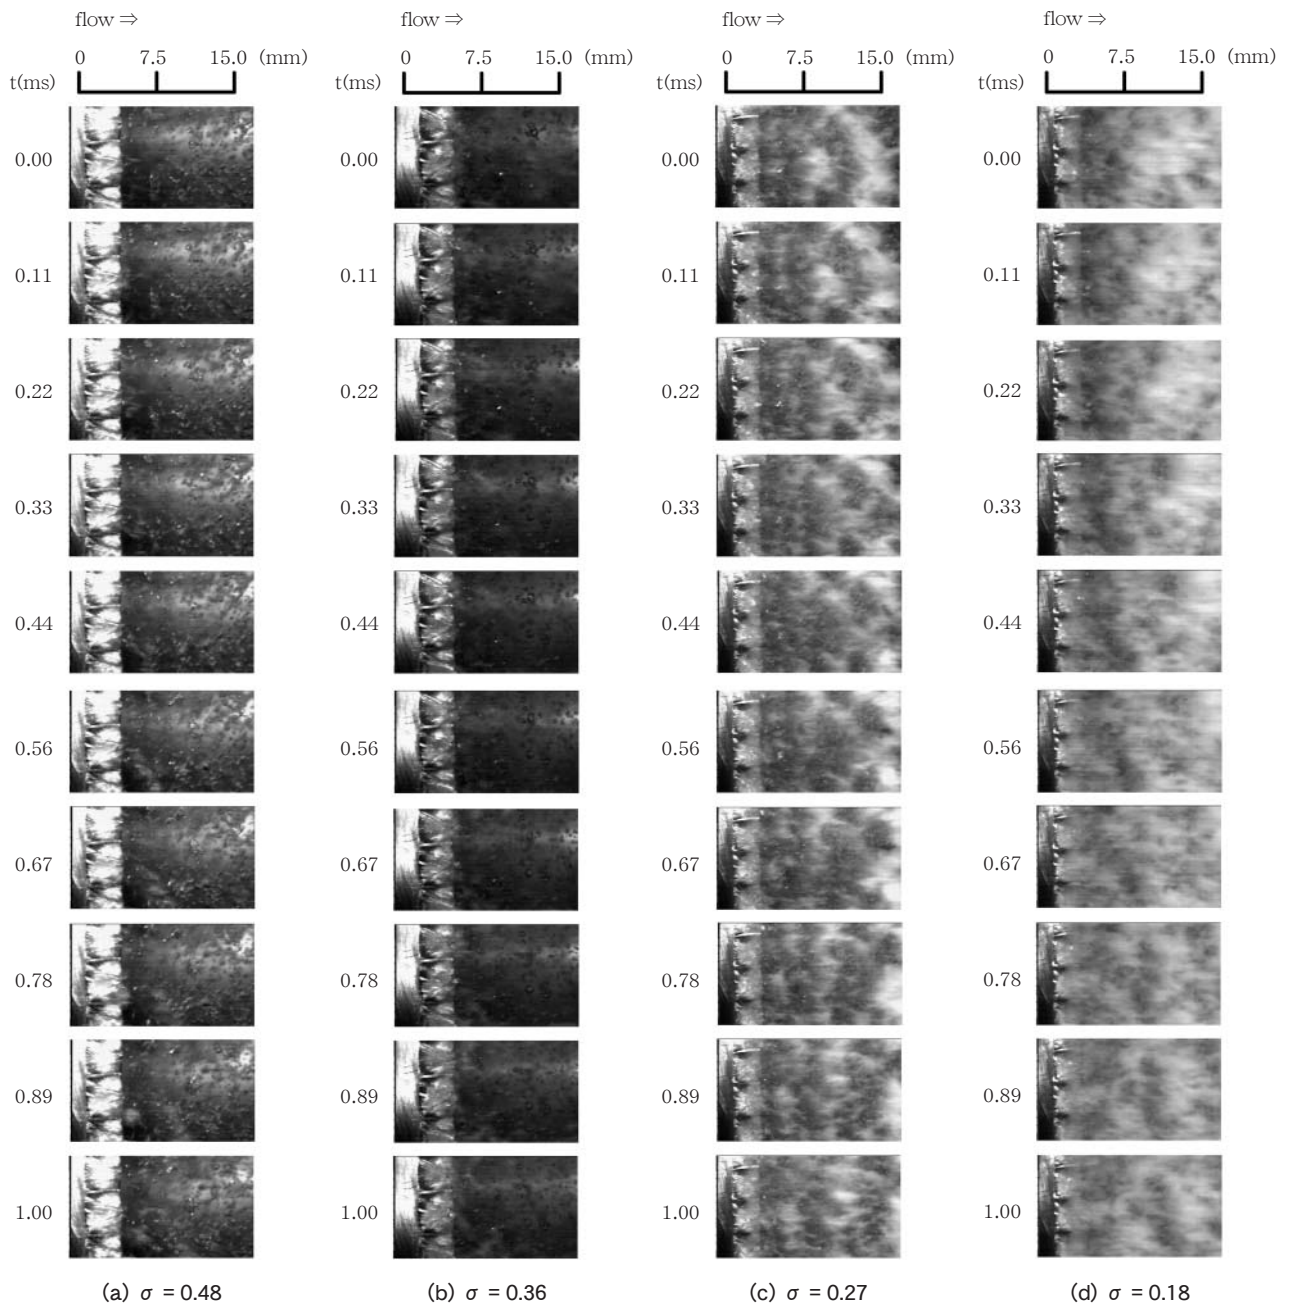 flow ⇒ flow ⇒ flow ⇒ flow ⇒
0 7.5 15.0 (mm) 0 7.5 15.0 (mm) 0 7.5 15.0 (mm) 0 7.5 15.0 (mm)
t(ms) t(ms) t(ms) t(ms)
0.00 0.00 0.00 0.00
0.11 0.11 0.11 0.11
0.22 0.22 0.22 0.22
0.33 0.33 0.33 0.33
0.44 0.44 0.44 0.44
0.56 0.56 0.56 0.56
0.67 0.67 0.67 0.67
0.78 0.78 0.78 0.78
0.89 0.89 0.89 0.89
1.00 1.00 1.00 1.00
(a) σ = 0.48 (b) σ = 0.36 (c) σ = 0.27 (d) σ = 0.18